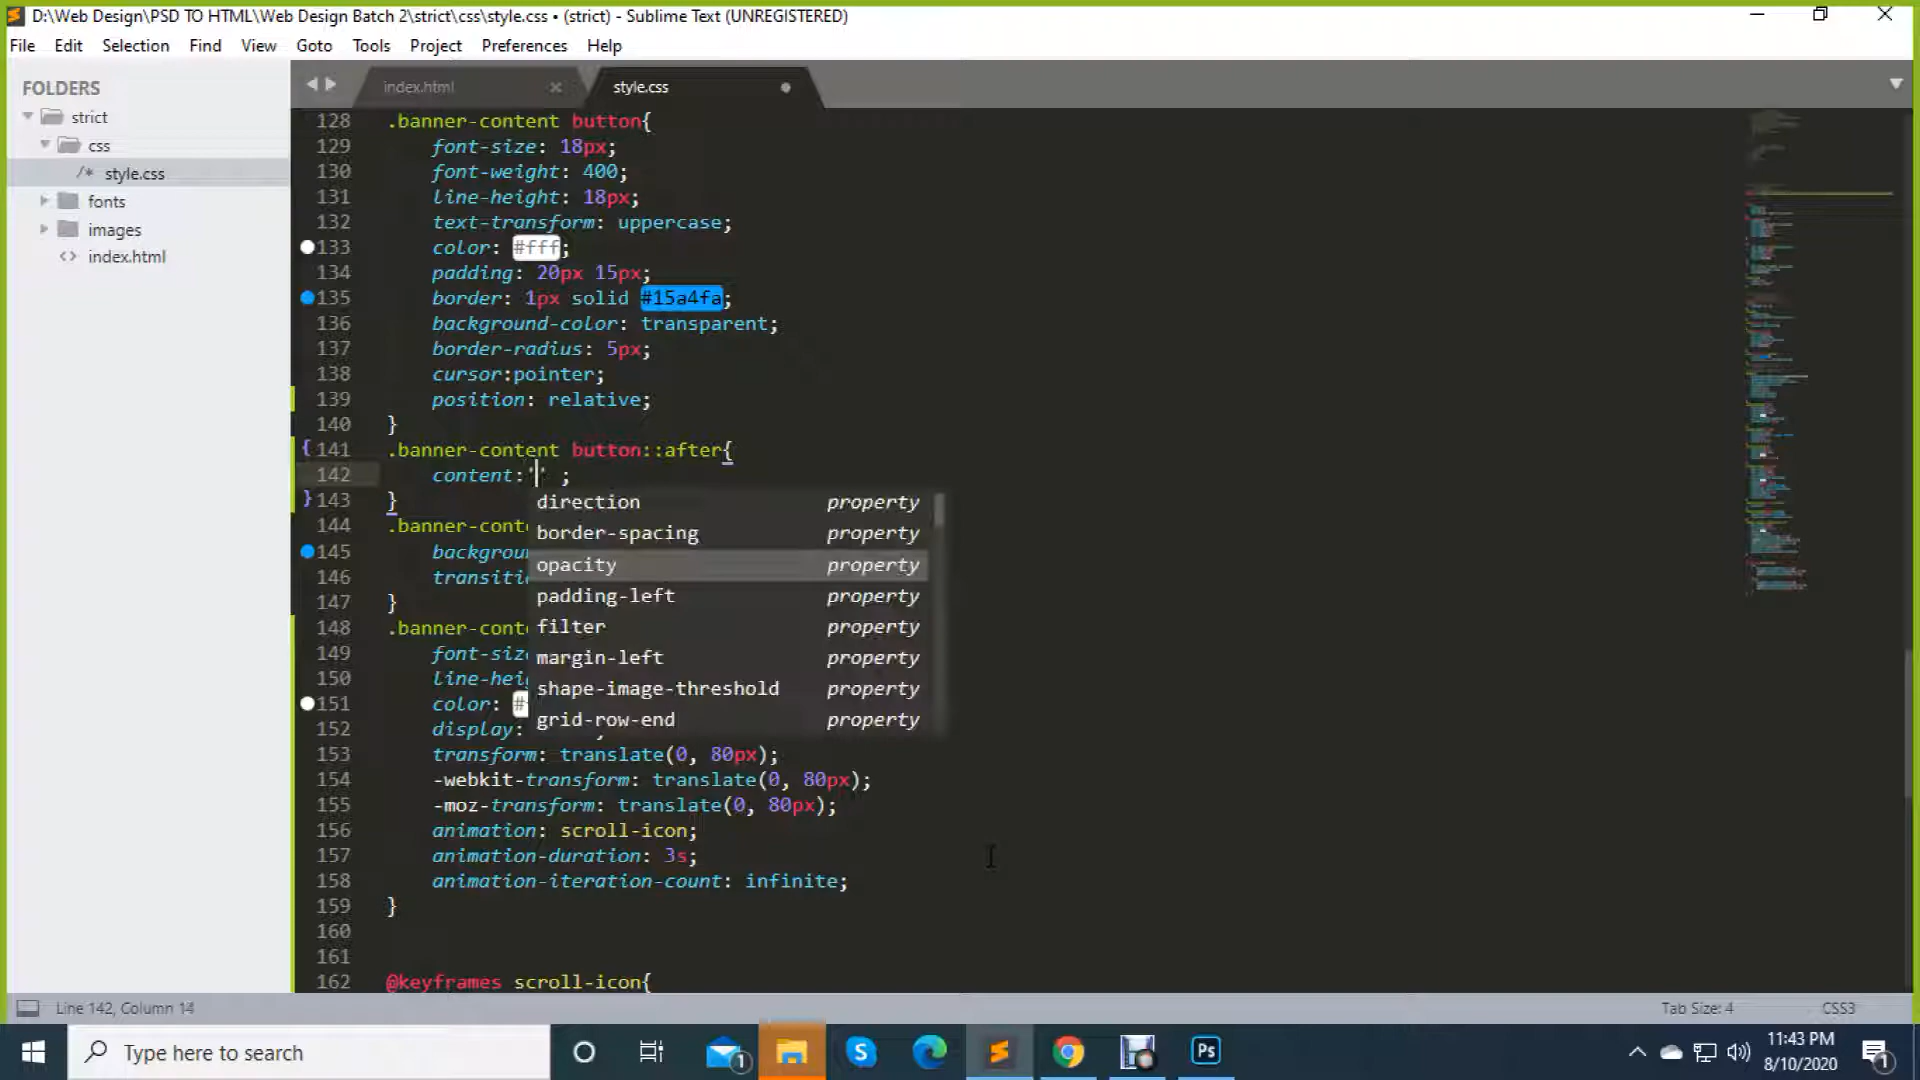 D:\Web Design\PSD TO HTML\Web Design Batch 2\strict\css\style.css • (strict) - Sublime Text (UNREGISTERED)
File Edit Selection Find View Goto Tools Project Preferences Help
FOLDERS
strict
css
/* style.css
fonts
images
<> index.html
index.html
style.css
128 .banner-content button{
129 font-size: 18px;
130 font-weight: 400;
131 line-height: 18px;
132 text-transform: uppercase;
133 color: #fff;
134 padding: 20px 15px;
135 border: 1px solid #15a4fa;
136 background-color: transparent;
137 border-radius: 5px;
138 cursor:pointer;
139 position: relative;
140 }
141 .banner-content button::after{
142 content:'' ;
143 }
144 .banner-conte
145 backgroun
146 transitio
147 }
148 .banner-conte
149 font-size
150 line-heig
151 color: #
152 display:
153 transform: translate(0, 80px);
154 -webkit-transform: translate(0, 80px);
155 -moz-transform: translate(0, 80px);
156 animation: scroll-icon;
157 animation-duration: 3s;
158 animation-iteration-count: infinite;
159 }
160
161
162 @keyframes scroll-icon{
direction property
border-spacing property
opacity property
padding-left property
filter property
margin-left property
shape-image-threshold property
grid-row-end property
Line 142, Column 14
Tab Size: 4
CSS3
Type here to search
1
Ps
11:43 PM
8/10/2020
1